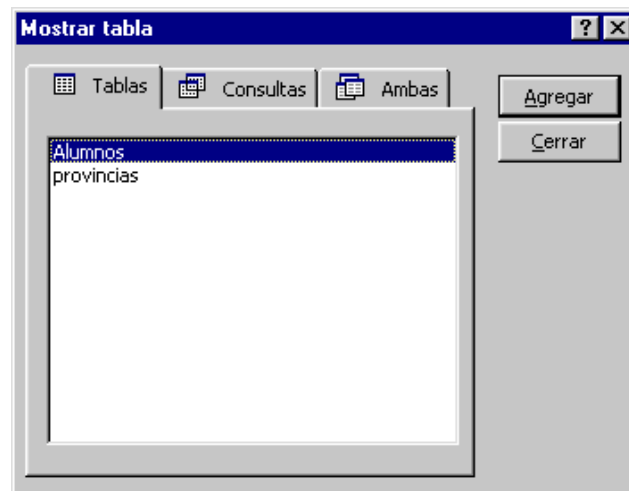 Mostrar tabla
Tablas Consultas Ambas
Agregar
Cerrar
Alumnos
provincias